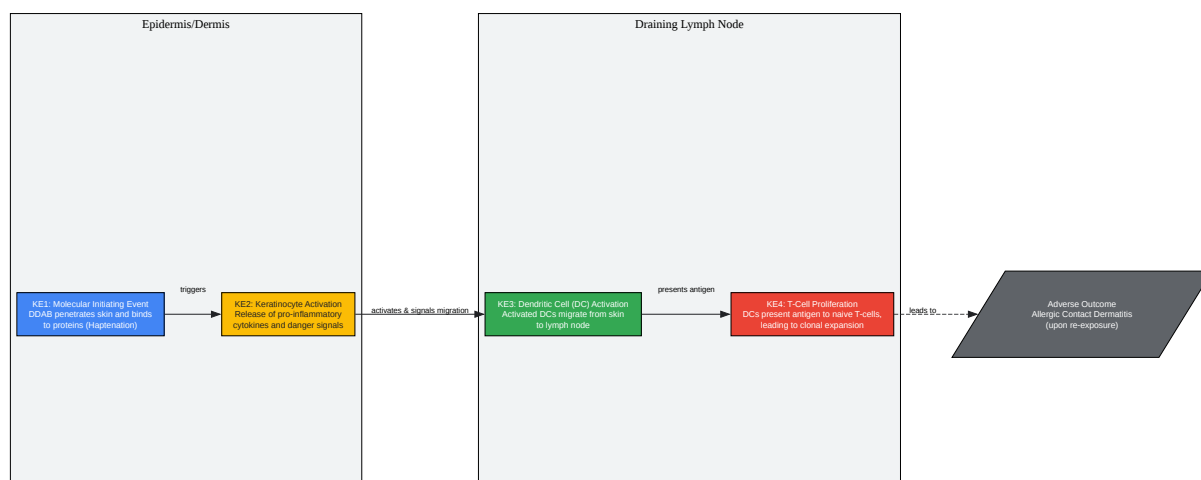 Epidermis/Dermis
Draining Lymph Node
KE1: Molecular Initiating Event
DDAB penetrates skin and binds
to proteins (Haptenation)
triggers
KE2: Keratinocyte Activation
Release of pro-inflammatory
cytokines and danger signals
activates & signals migration
KE3: Dendritic Cell (DC) Activation
Activated DCs migrate from skin
to lymph node
presents antigen
KE4: T-Cell Proliferation
DCs present antigen to naive T-cells,
leading to clonal expansion
leads to
Adverse Outcome
Allergic Contact Dermatitis
(upon re-exposure)